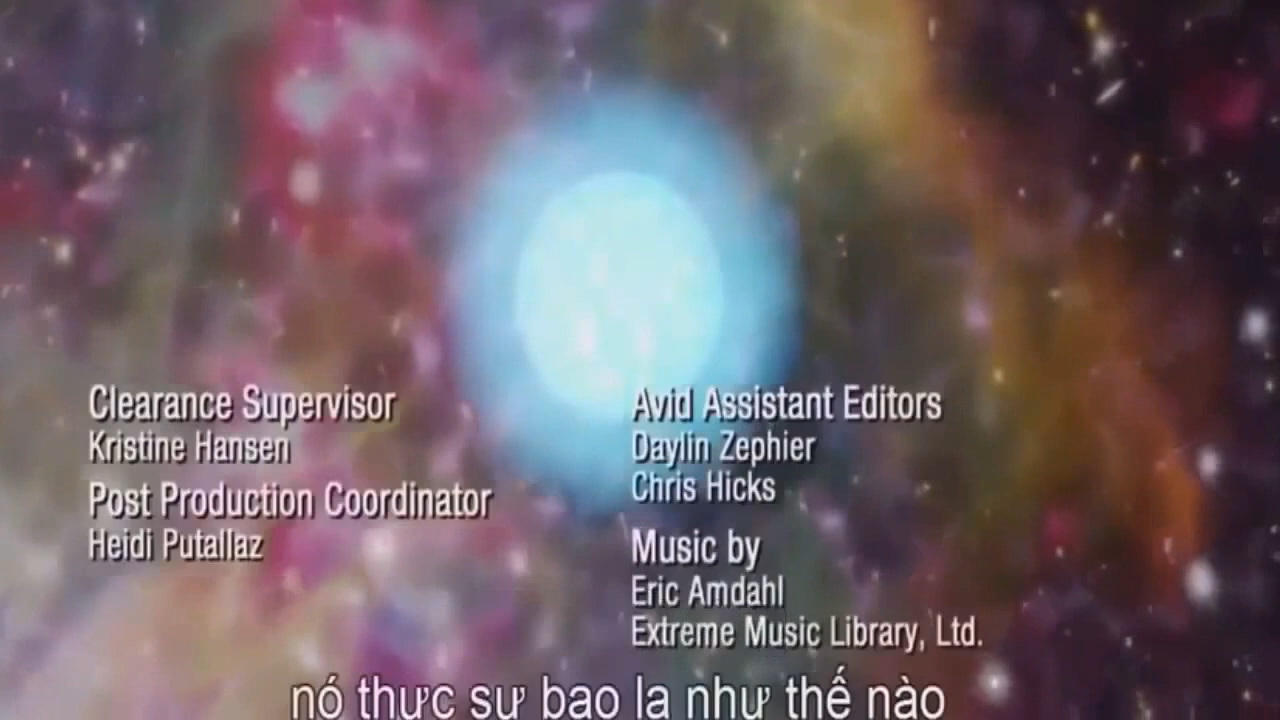 Clearance Supervisor
Kristine Hansen
Post Production Coordinator
Heidi Putallaz
Avid Assistant Editors
Daylin Zephier
Chris Hicks
Music by
Eric Amdahl
Extreme Music Library, Ltd.
nó thực sự bao la như thế nào